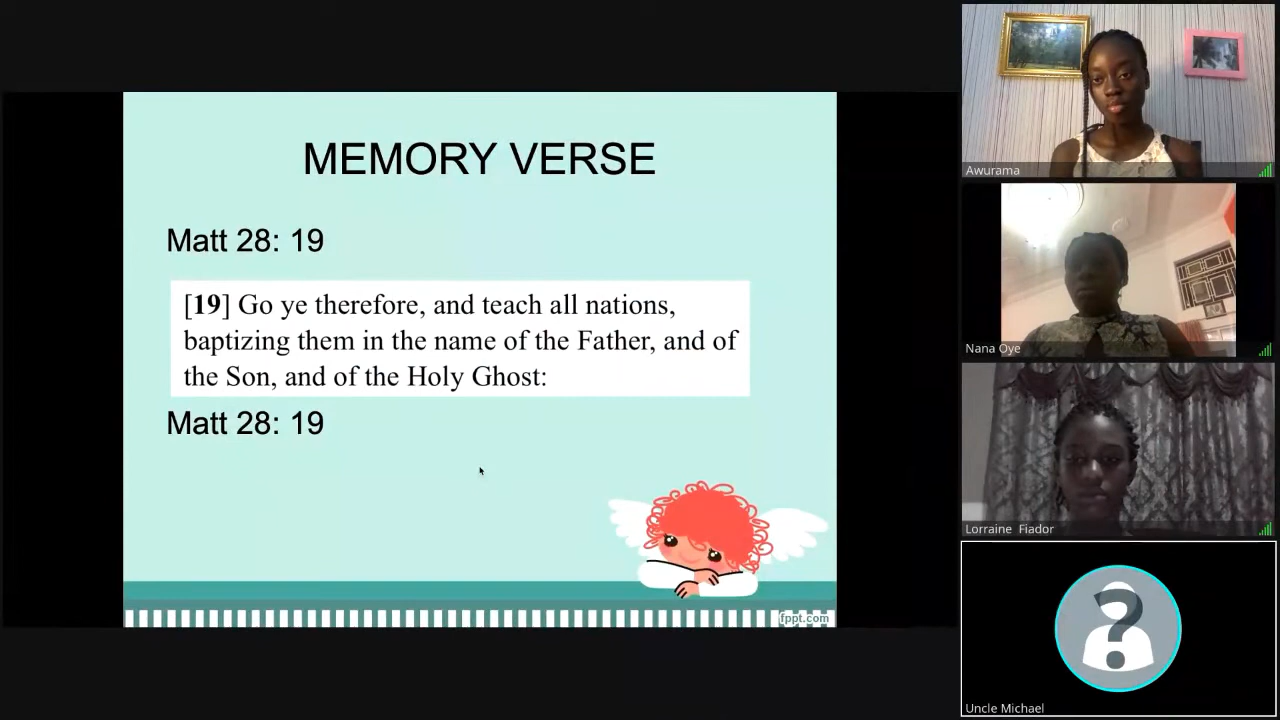 MEMORY VERSE
Matt 28: 19
[19] Go ye therefore, and teach all nations,
baptizing them in the name of the Father, and of
the Son, and of the Holy Ghost:
Matt 28: 19
fppt.com
Awurama
Nana Oye
Lorraine Fiador
?
Uncle Michael